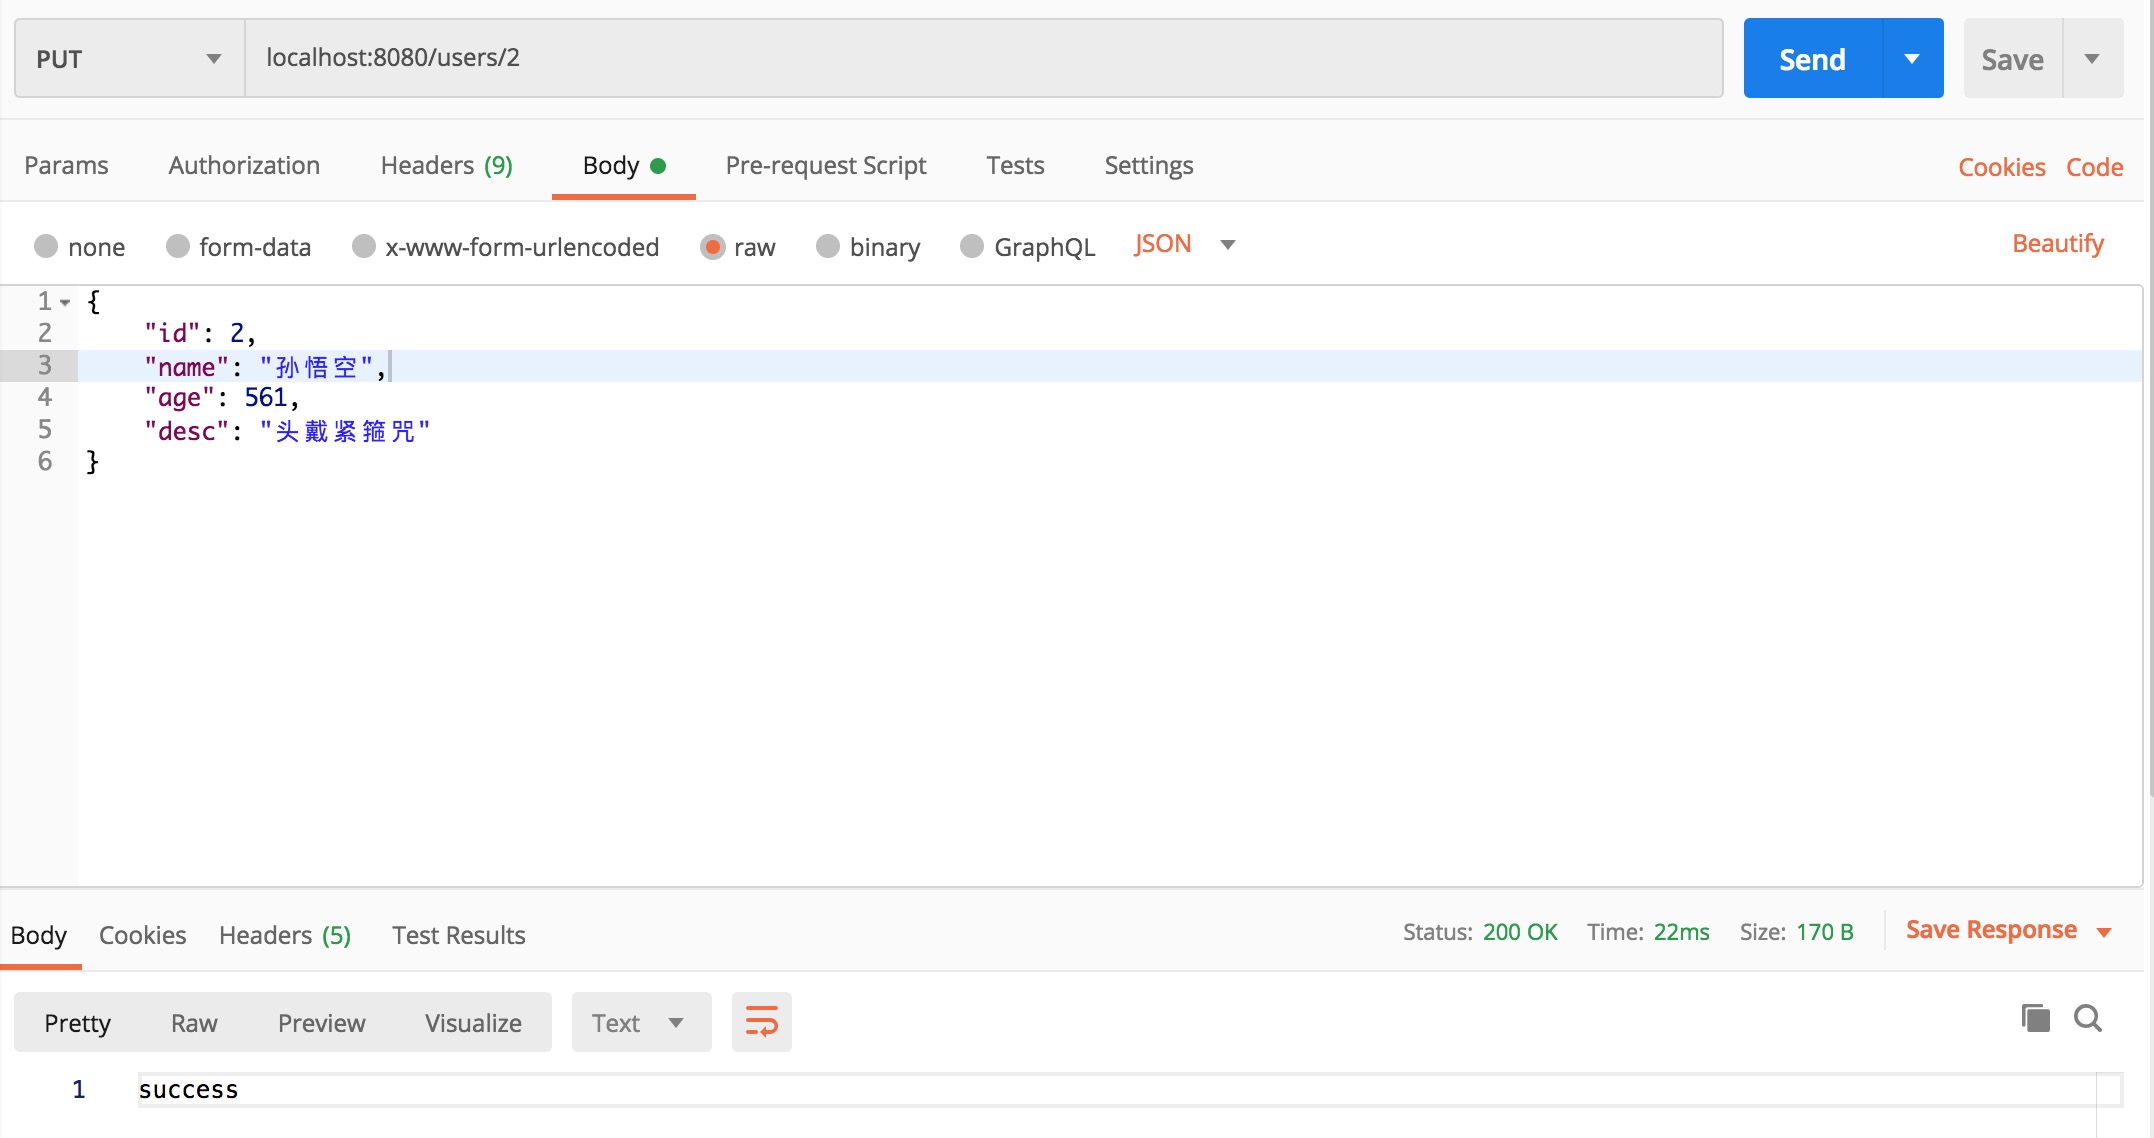 PUT localhost:8080/users/2 Send Save
Params Authorization Headers (9) Body Pre-request Script Tests Settings Cookies Code
none form-data x-www-form-urlencoded raw binary GraphQL JSON Beautify
1 {
2 "id": 2,
3 "name": "孙悟空",
4 "age": 561,
5 "desc": "头戴紧箍咒"
6 }
Body Cookies Headers (5) Test Results Status: 200 OK Time: 22ms Size: 170 B Save Response
Pretty Raw Preview Visualize Text
1 success